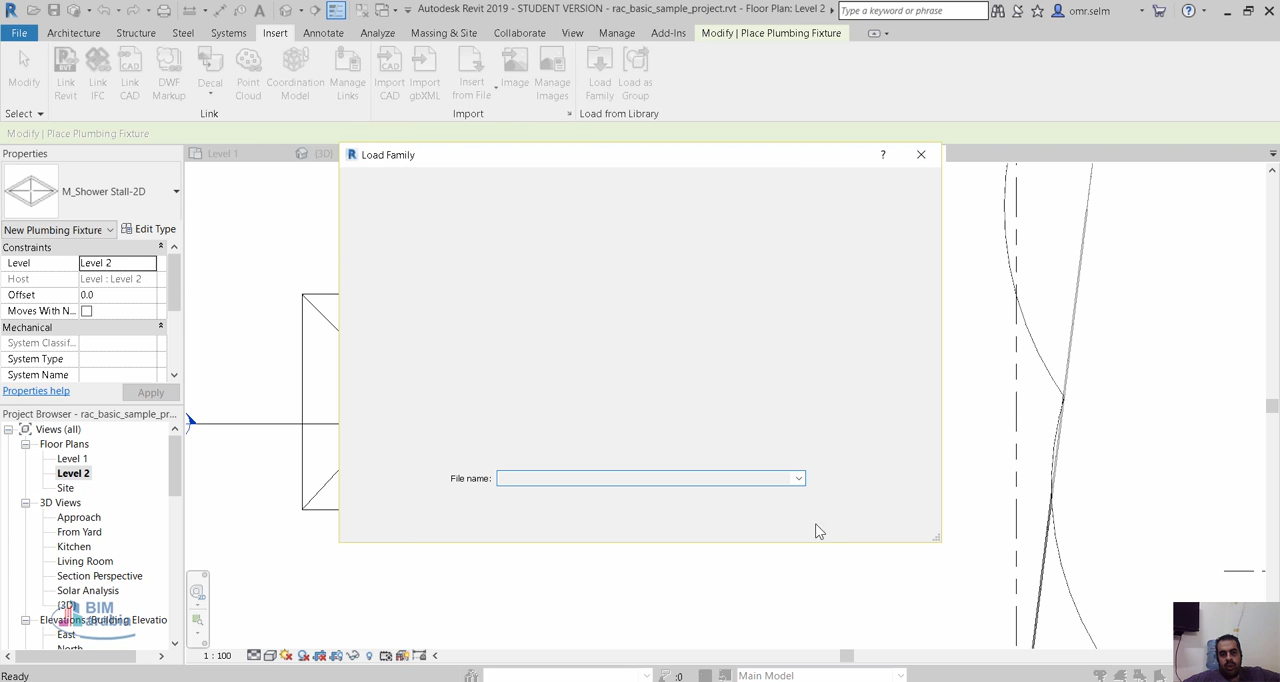 Autodesk Revit 2019 - STUDENT VERSION - rac_basic_sample_project.rvt - Floor Plan: Level 2
Type a keyword or phrase
omr.selm
File Architecture Structure Steel Systems Insert Annotate Analyze Massing & Site Collaborate View Manage Add-Ins Modify | Place Plumbing Fixture
Modify Link Revit Link IFC Link CAD DWF Markup Decal Point Cloud Coordination Model Manage Links Import CAD Import gbXML Insert from File Image Manage Images Load Family Load as Group
Select Link Import Load from Library
Modify | Place Plumbing Fixture
Properties
Level 1
{3D}
Load Family
M_Shower Stall-2D
New Plumbing Fixture
Edit Type
Constraints
Level Level 2
Host Level : Level 2
Offset 0.0
Moves With N...
Mechanical
System Classif...
System Type
System Name
Properties help
Apply
Project Browser - rac_basic_sample_pr...
Views (all)
Floor Plans
Level 1
Level 2
Site
3D Views
Approach
From Yard
Kitchen
Living Room
Section Perspective
Solar Analysis
{3D}
Elevations (Building Elevatio
East
North
BIM
arabia
File name:
1 : 100
Ready
:0
Main Model